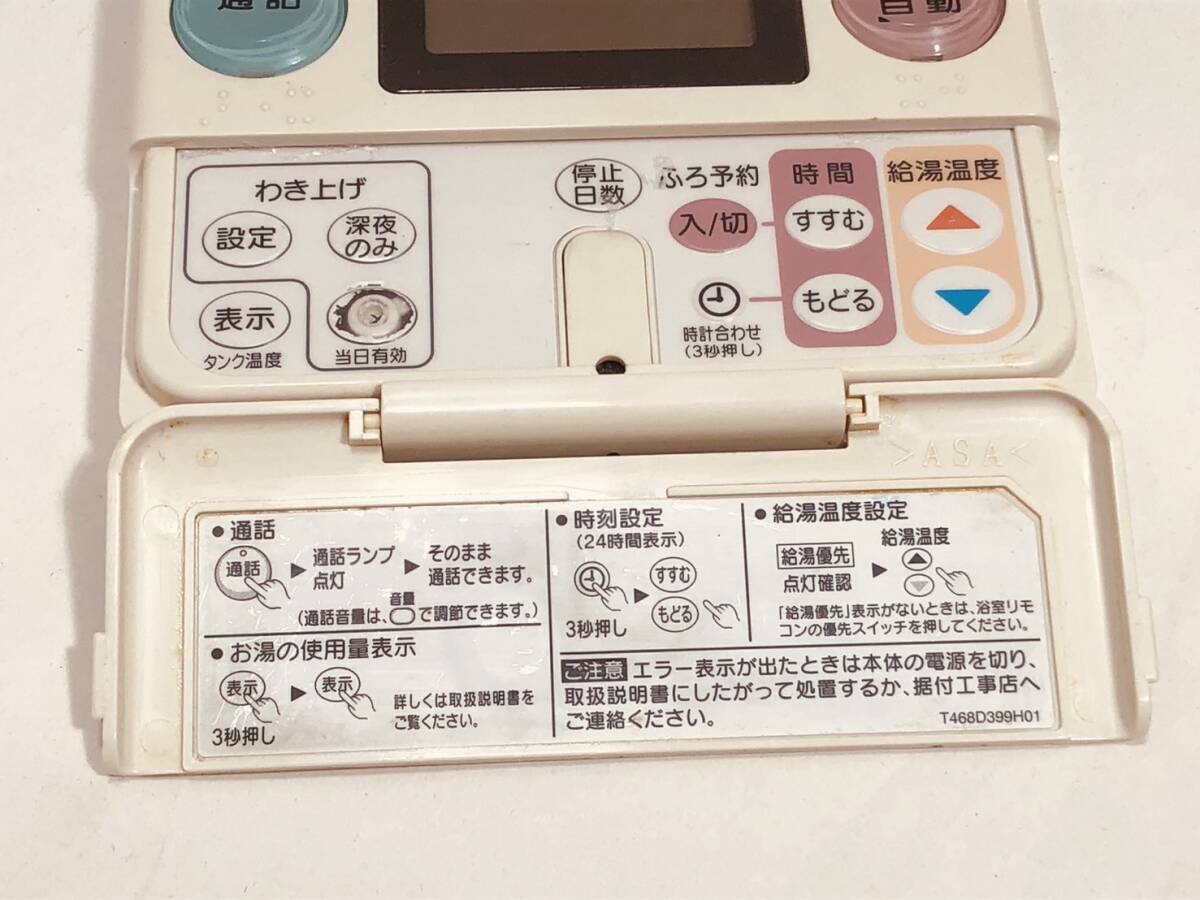 通話
自動
わき上げ
設定
深夜
のみ
表示
タンク温度
当日有効
停止
日数
ふろ予約
入/切
時計合わせ
(3秒押し)
時間
すすむ
もどる
給湯温度
>ASA<
●通話
通話
通話ランプ
点灯
そのまま
通話できます。
音量
(通話音量は、で調節できます。)
●お湯の使用量表示
表示
表示
3秒押し
詳しくは取扱説明書を
ご覧ください。
●時刻設定
(24時間表示)
すすむ
もどる
3秒押し
●給湯温度設定
給湯優先
点灯確認
給湯温度
「給湯優先」表示がないときは、浴室リモ
コンの優先スイッチを押してください。
ご注意 エラー表示が出たときは本体の電源を切り、
取扱説明書にしたがって処置するか、据付工事店へ
ご連絡ください。
T468D399H01